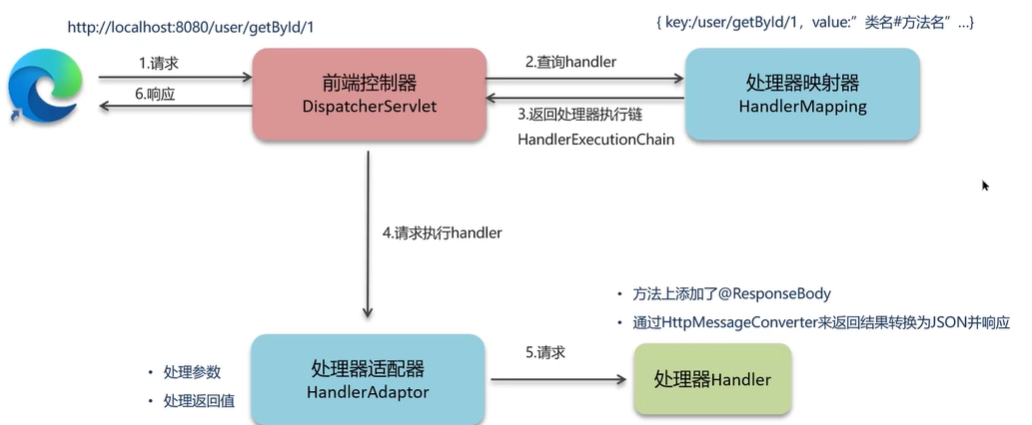 http://localhost:8080/user/getById/1
{ key:/user/getById/1，value:”类名#方法名”...}
1.请求
6.响应
前端控制器
DispatcherServlet
2.查询handler
3.返回处理器执行链
HandlerExecutionChain
处理器映射器
HandlerMapping
4.请求执行handler
• 方法上添加了@ResponseBody
• 通过HttpMessageConverter来返回结果转换为JSON并响应
• 处理参数
• 处理返回值
处理器适配器
HandlerAdaptor
5.请求
处理器Handler